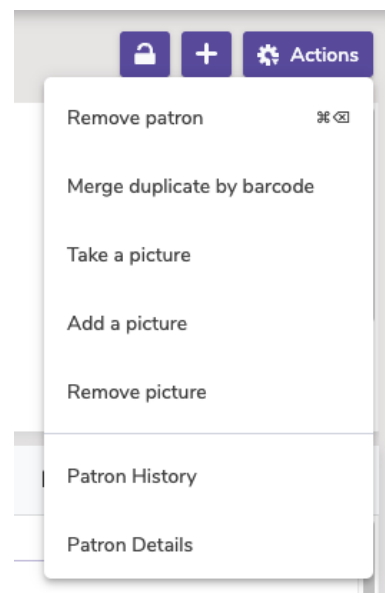 Actions
Remove patron ⌘⌫
Merge duplicate by barcode
Take a picture
Add a picture
Remove picture
Patron History
Patron Details